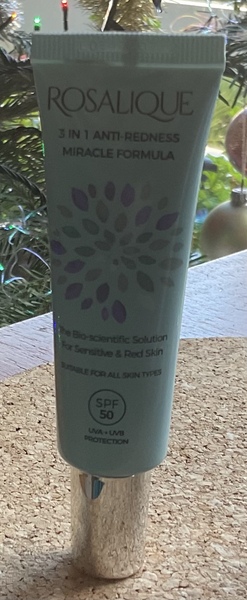 ROSALIQUE
3 IN 1 ANTI-REDNESS
MIRACLE FORMULA
The Bio-scientific Solution
for Sensitive & Red Skin
SUITABLE FOR ALL SKIN TYPES
SPF
50
UVA + UVB
PROTECTION